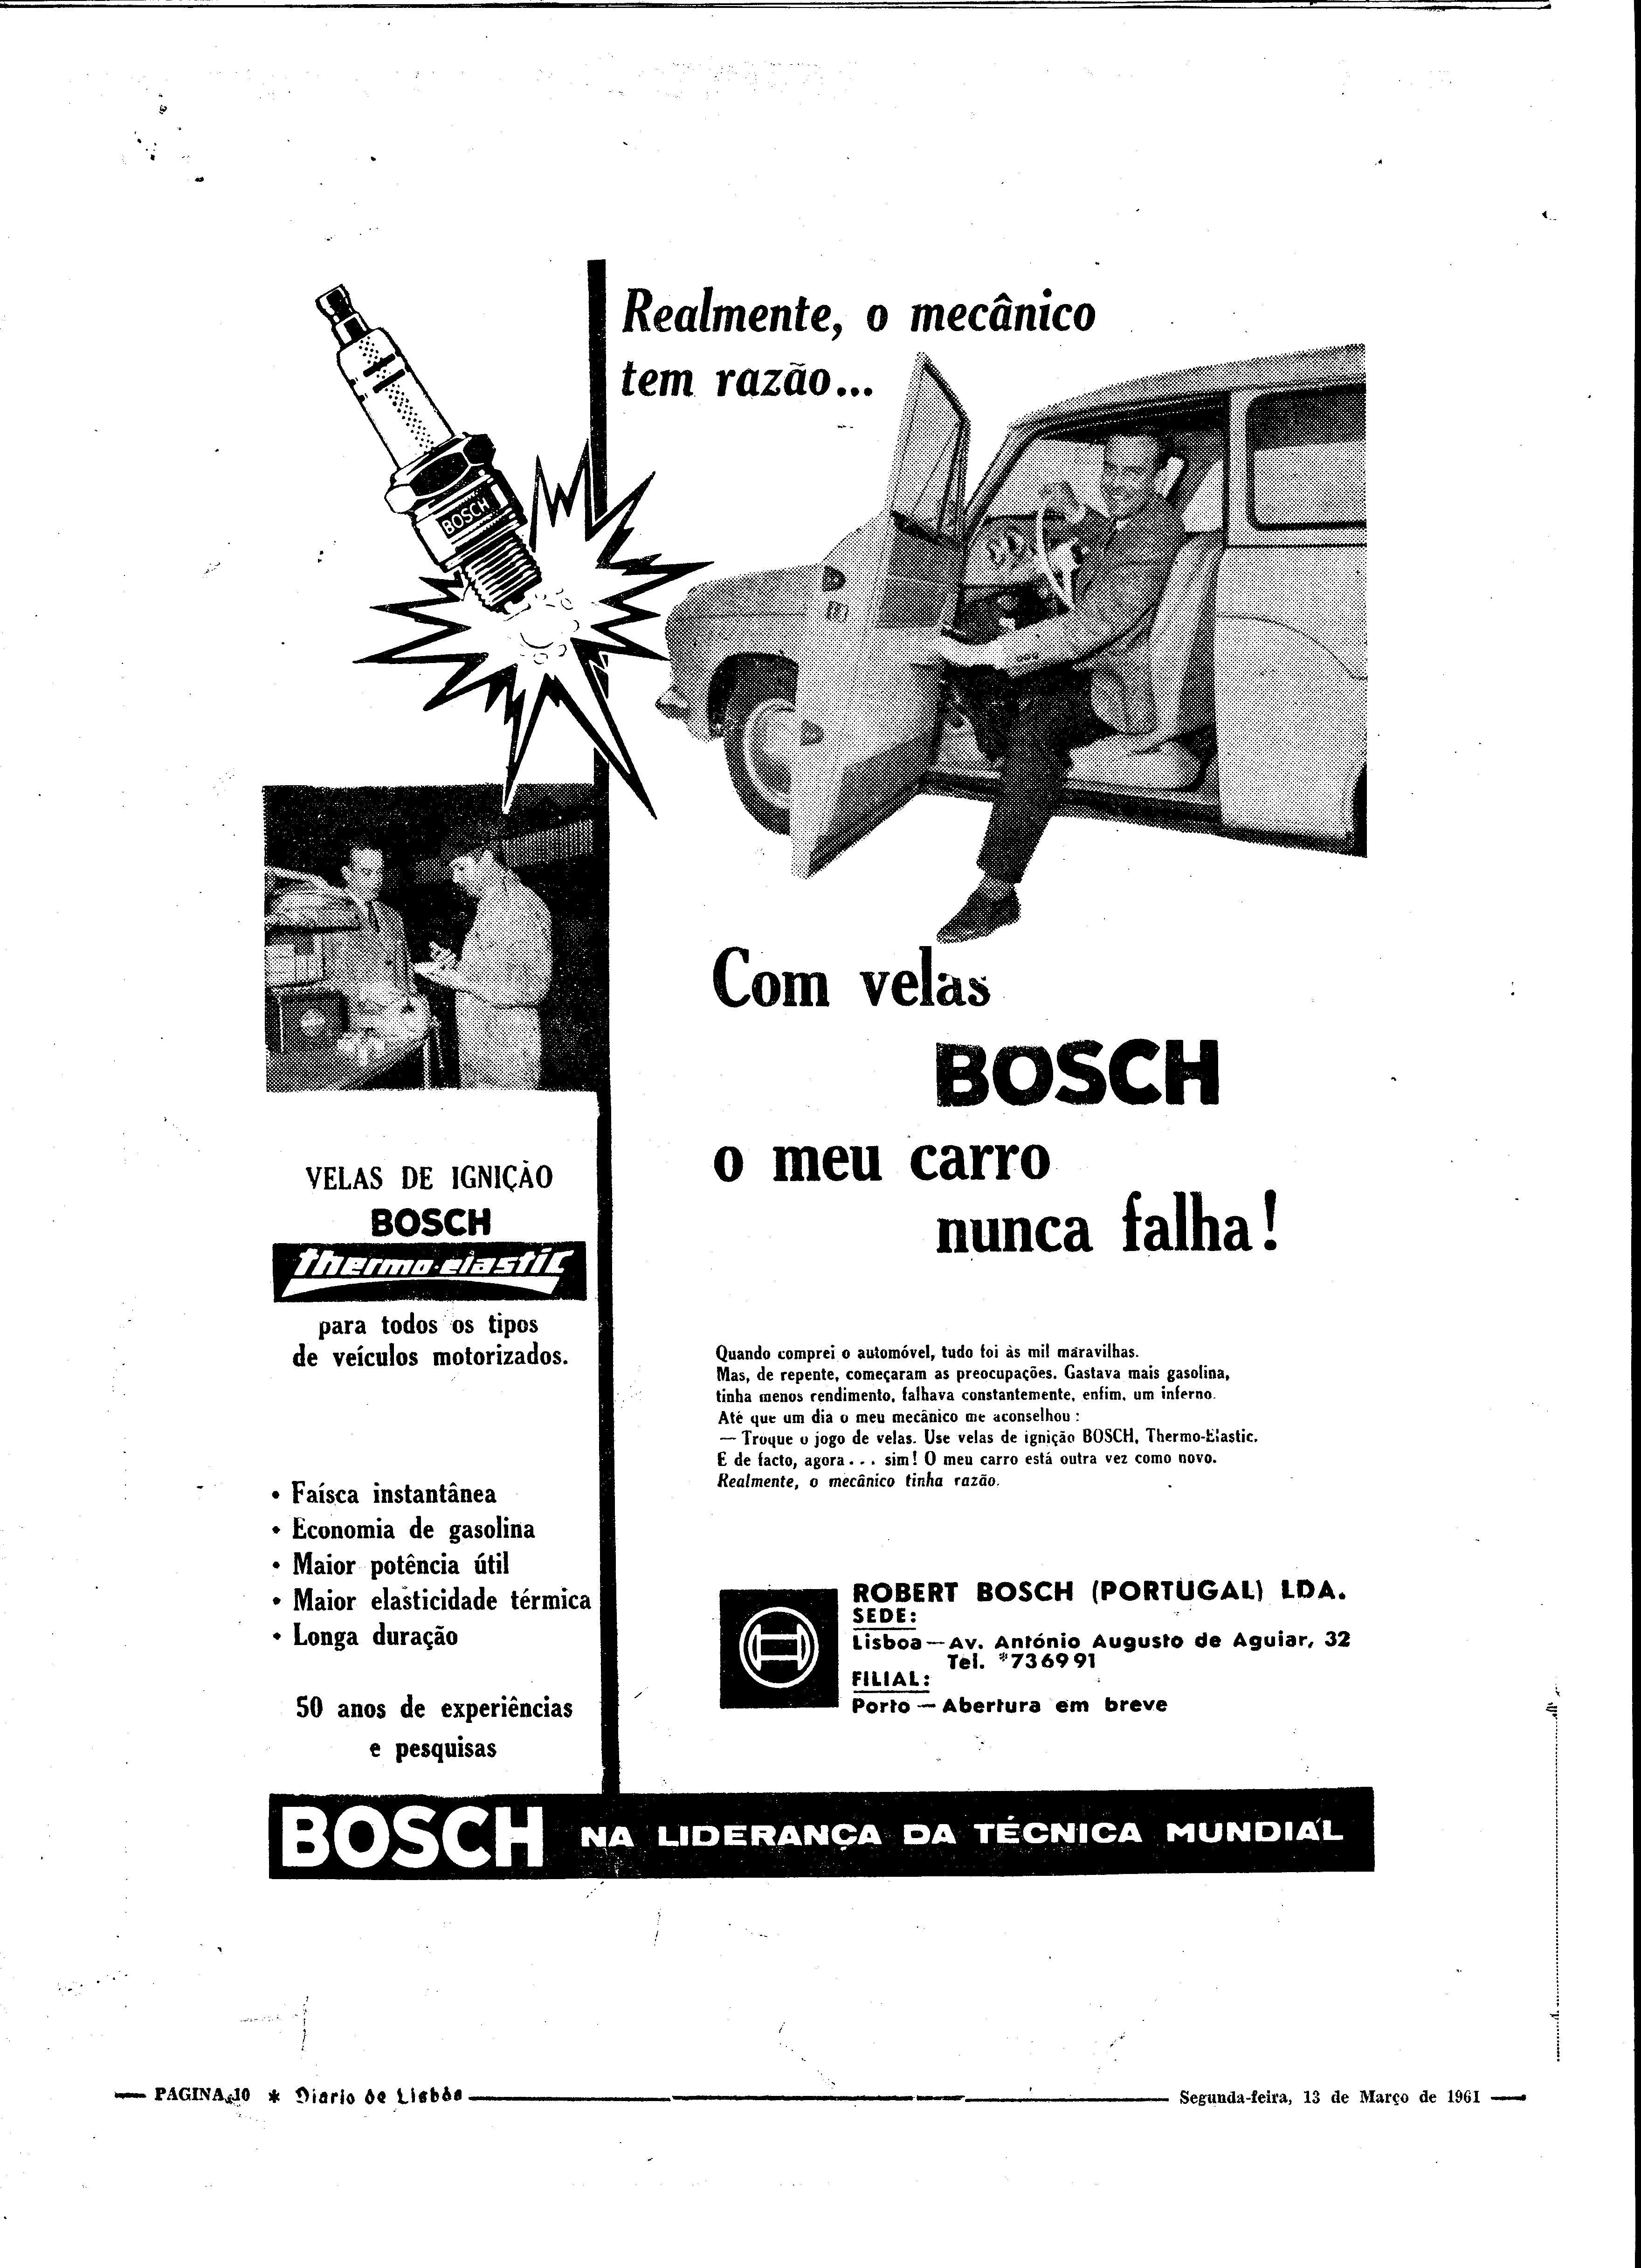 Realmente, o mecânico
tem razão...
BOSCH
Com velas
BOSCH
o meu carro
nunca falha!
VELAS DE IGNIÇÃO
BOSCH
thermo-elastic
para todos os tipos
de veículos motorizados.
• Faísca instantânea
• Economia de gasolina
• Maior potência útil
• Maior elasticidade térmica
• Longa duração
50 anos de experiências
e pesquisas
Quando comprei o automóvel, tudo foi às mil maravilhas.
Mas, de repente, começaram as preocupações. Gastava mais gasolina,
tinha menos rendimento, falhava constantemente, enfim, um inferno.
Até que um dia o meu mecânico me aconselhou:
— Troque o jogo de velas. Use velas de ignição BOSCH, Thermo-Elastic.
E de facto, agora... sim! O meu carro está outra vez como novo.
Realmente, o mecânico tinha razão.
ROBERT BOSCH (PORTUGAL) LDA.
SEDE:
Lisboa — Av. António Augusto de Aguiar, 32
Tel. *736991
FILIAL:
Porto — Abertura em breve
BOSCH NA LIDERANÇA DA TÉCNICA MUNDIAL
PAGINA 10 * Diario de Lisbôa
Segunda-feira, 13 de Março de 1961